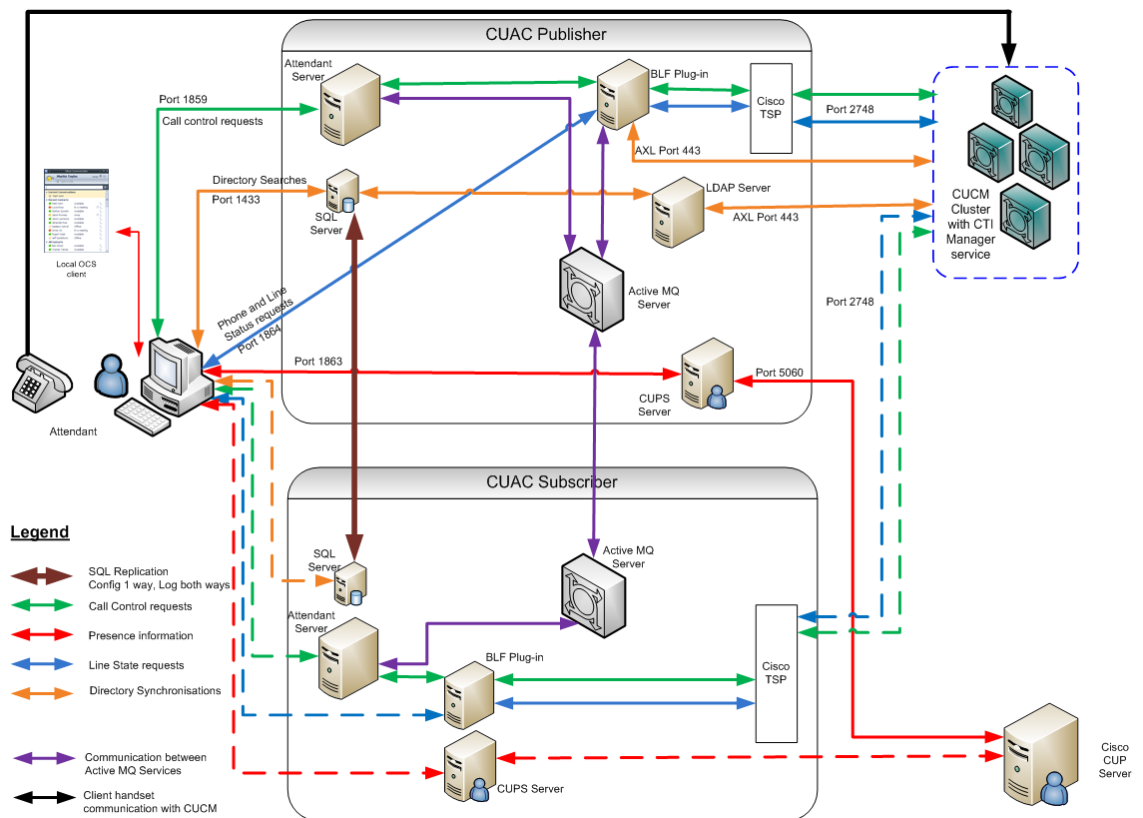 CUAC Publisher
Attendant
Server
BLF Plug-in
Cisco
TSP
Port 1859
Call control requests
Port 2748
AXL Port 443
Directory Searches
Port 1433
SQL
Server
LDAP Server
AXL Port 443
CUCM
Cluster
with CTI
Manager
service
Local OCS
client
Phone and Line
Status requests
Port 1864
Active MQ
Server
Port 2748
Port 1863
Port 5060
CUPS
Server
Attendant
CUAC Subscriber
Legend
SQL Replication
Config 1 way, Log both ways
Call Control requests
Presence information
Line State requests
Directory Synchronisations
Communication between
Active MQ Services
Client handset
communication with CUCM
SQL
Server
Active MQ
Server
Attendant
Server
BLF Plug-in
Cisco
TSP
CUPS Server
Cisco
CUP
Server